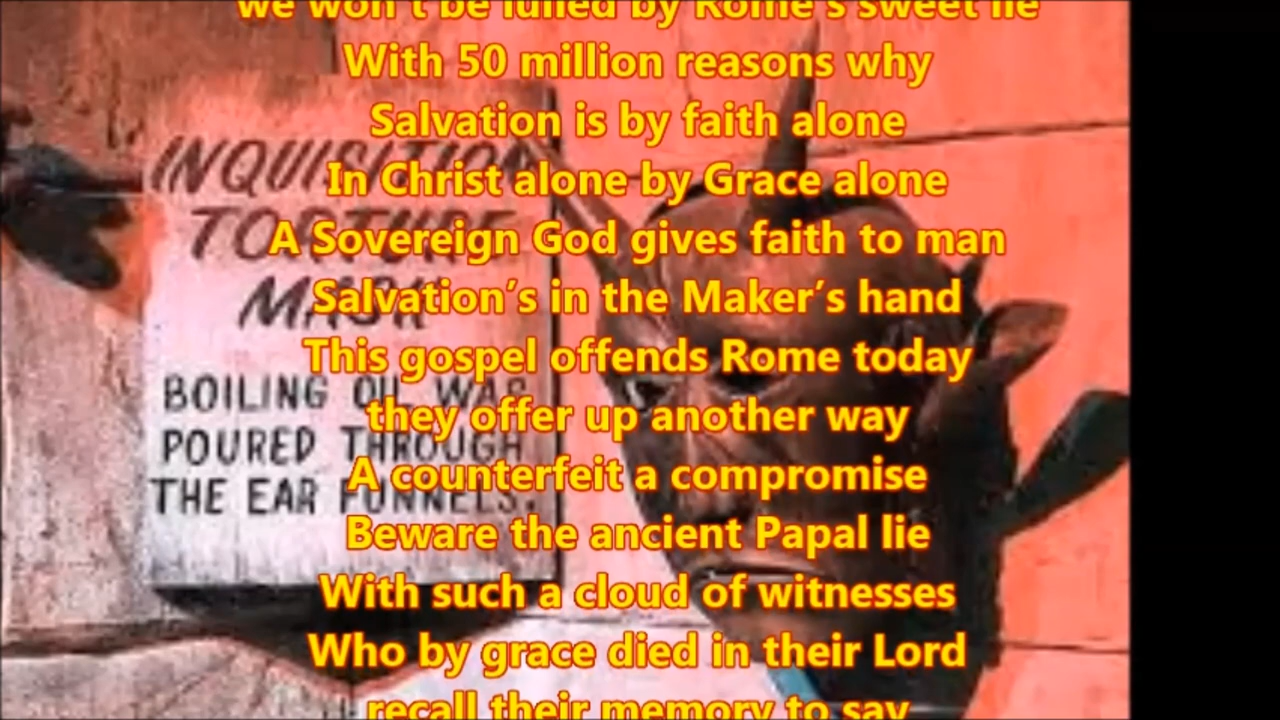 we won't be lulled by Rome's sweet lie
With 50 million reasons why
Salvation is by faith alone
In Christ alone by Grace alone
A Sovereign God gives faith to man
Salvation's in the Maker's hand
This gospel offends Rome today
they offer up another way
A counterfeit a compromise
Beware the ancient Papal lie
With such a cloud of witnesses
Who by grace died in their Lord
recall their memory to say
INQUISITION
TORTURE
MASK
BOILING OIL WAS
POURED THROUGH
THE EAR FUNNELS.